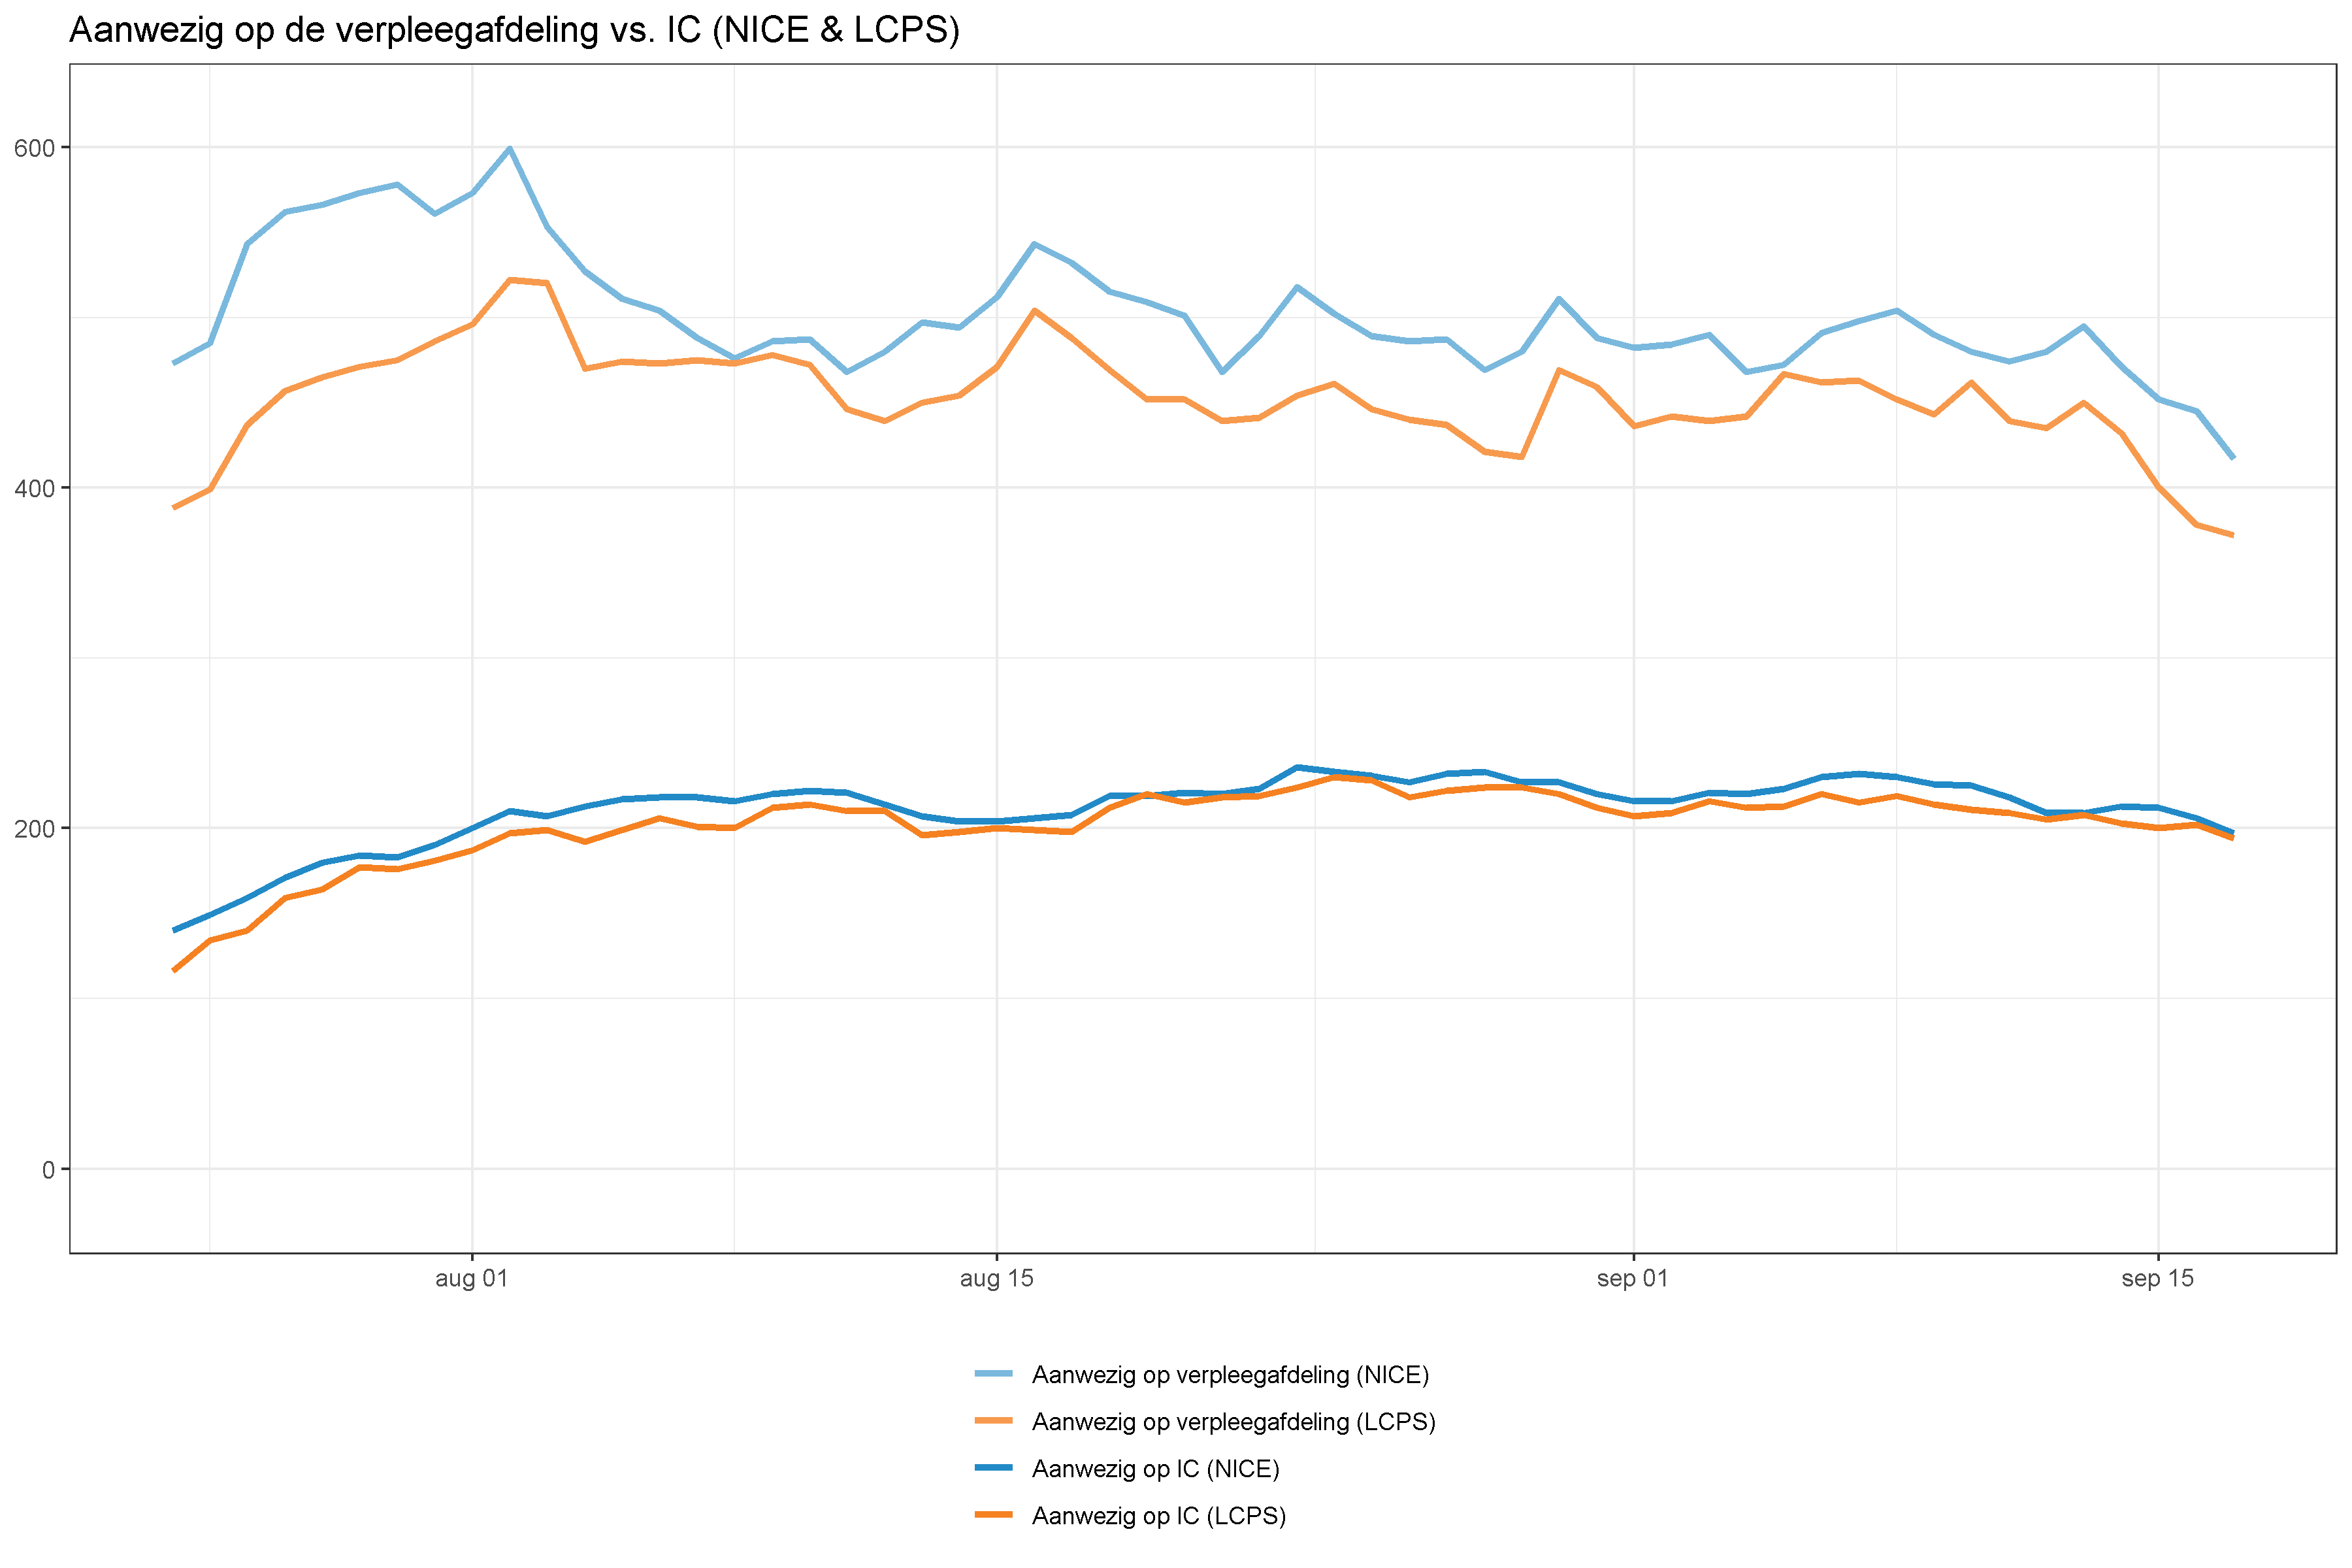 Aanwezig op de verpleegafdeling vs. IC (NICE & LCPS)
600
400
200
0
aug 01 aug 15 sep 01 sep 15
Aanwezig op verpleegafdeling (NICE)
Aanwezig op verpleegafdeling (LCPS)
Aanwezig op IC (NICE)
Aanwezig op IC (LCPS)